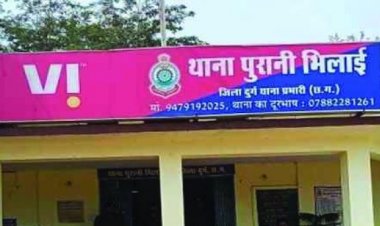 VI
थाना पुरानी भिलाई
जिला दुर्ग थाना प्रभारी (छ.ग.)
मो. 9479192025, थाना का दूरभाष : 07882281261
थाना पुरानी भिलाई जिला दुर्ग, छ.ग.